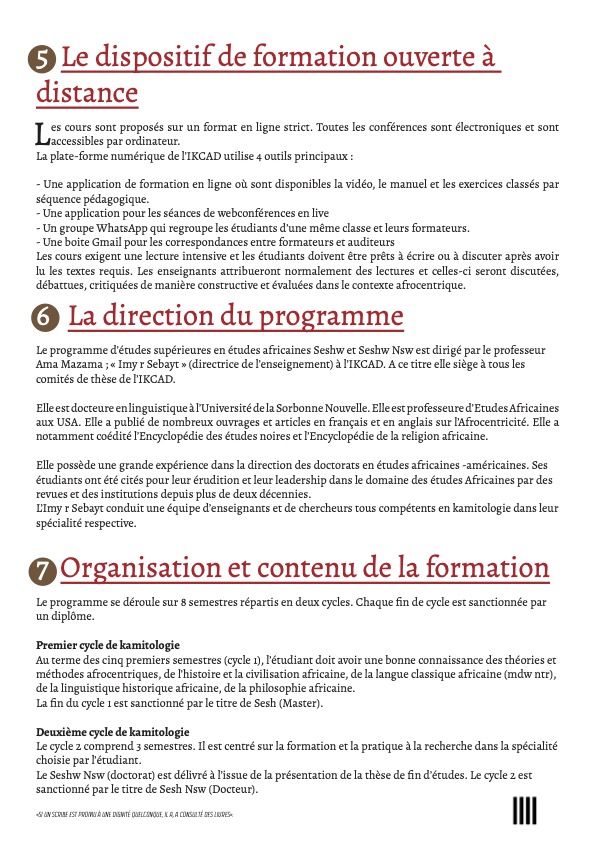 5 Le dispositif de formation ouverte à
distance
Les cours sont proposés sur un format en ligne strict. Toutes les conférences sont électroniques et sont
accessibles par ordinateur.
La plate-forme numérique de l'IKCAD utilise 4 outils principaux :
- Une application de formation en ligne où sont disponibles la vidéo, le manuel et les exercices classés par
séquence pédagogique.
- Une application pour les séances de webconférences en live
- Un groupe WhatsApp qui regroupe les étudiants d'une même classe et leurs formateurs.
- Une boite Gmail pour les correspondances entre formateurs et auditeurs
Les cours exigent une lecture intensive et les étudiants doivent être prêts à écrire ou à discuter après avoir
lu les textes requis. Les enseignants attribueront normalement des lectures et celles-ci seront discutées,
débattues, critiquées de manière constructive et évaluées dans le contexte afrocentrique.
6 La direction du programme
Le programme d'études supérieures en études africaines Seshw et Seshw Nsw est dirigé par le professeur
Ama Mazama ; « Imy r Sebayt » (directrice de l'enseignement) à l'IKCAD. A ce titre elle siège à tous les
comités de thèse de l'IKCAD.
Elle est docteure en linguistique à l'Université de la Sorbonne Nouvelle. Elle est professeure d'Etudes Africaines
aux USA. Elle a publié de nombreux ouvrages et articles en français et en anglais sur l'Afrocentricité. Elle a
notamment coédité l'Encyclopédie des études noires et l'Encyclopédie de la religion africaine.
Elle possède une grande expérience dans la direction des doctorats en études africaines -américaines. Ses
étudiants ont été cités pour leur érudition et leur leadership dans le domaine des études Africaines par des
revues et des institutions depuis plus de deux décennies.
L'Imy r Sebayt conduit une équipe d'enseignants et de chercheurs tous compétents en kamitologie dans leur
spécialité respective.
7 Organisation et contenu de la formation
Le programme se déroule sur 8 semestres répartis en deux cycles. Chaque fin de cycle est sanctionnée par
un diplôme.
Premier cycle de kamitologie
Au terme des cinq premiers semestres (cycle 1), l'étudiant doit avoir une bonne connaissance des théories et
méthodes afrocentriques, de l'histoire et la civilisation africaine, de la langue classique africaine (mdw ntr),
de la linguistique historique africaine, de la philosophie africaine.
La fin du cycle 1 est sanctionné par le titre de Sesh (Master).
Deuxième cycle de kamitologie
Le cycle 2 comprend 3 semestres. Il est centré sur la formation et la pratique à la recherche dans la spécialité
choisie par l'étudiant.
Le Seshw Nsw (doctorat) est délivré à l'issue de la présentation de la thèse de fin d'études. Le cycle 2 est
sanctionné par le titre de Sesh Nsw (Docteur).
«SI UN SCRIBE EST PROMU À UNE DIGNITÉ QUELCONQUE, IL A, A CONSULTÉ DES LIVRES».